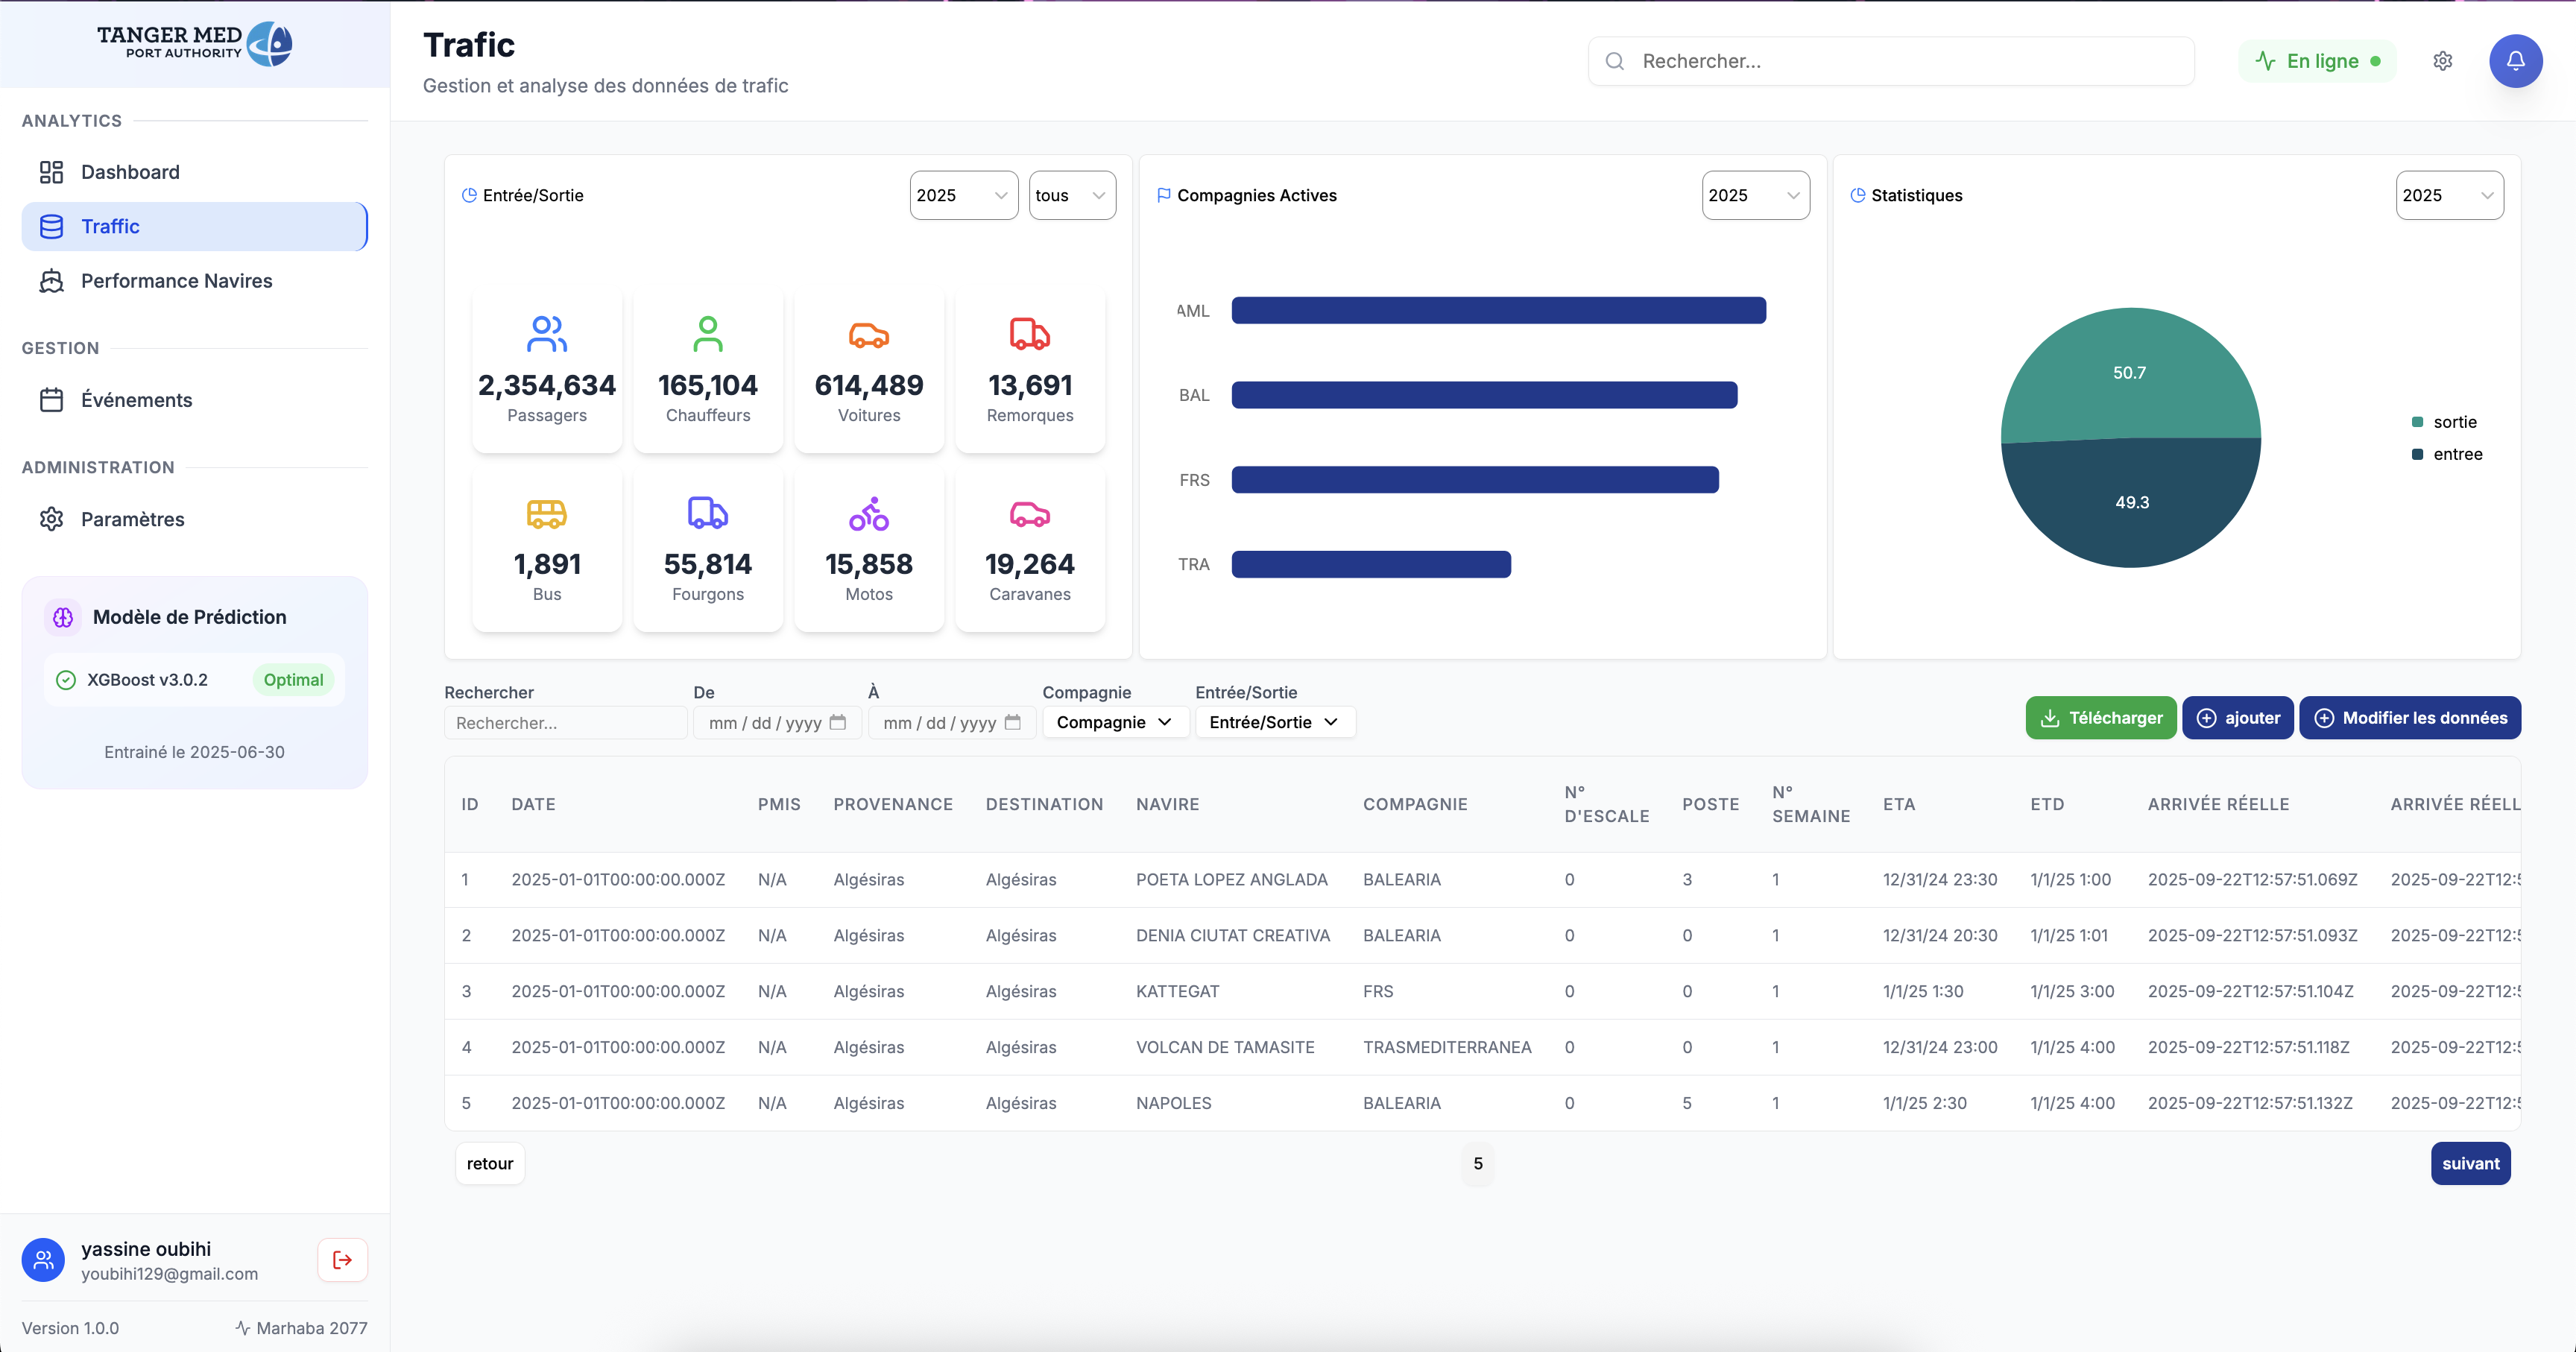 TANGER MED
PORT AUTHORITY
ANALYTICS
Dashboard
Traffic
Performance Navires
GESTION
Événements
ADMINISTRATION
Paramètres
Modèle de Prédiction
XGBoost v3.0.2 Optimal
Entrainé le 2025-06-30
yassine oubihi
youbihi129@gmail.com
Version 1.0.0 Marhaba 2077
Trafic
Gestion et analyse des données de trafic
Rechercher...
En ligne
Entrée/Sortie 2025 tous
2,354,634 165,104 614,489 13,691
Passagers Chauffeurs Voitures Remorques
1,891 55,814 15,858 19,264
Bus Fourgons Motos Caravanes
Compagnies Actives 2025
AML
BAL
FRS
TRA
Statistiques 2025
50.7
49.3
sortie
entree
Rechercher De À Compagnie Entrée/Sortie
Rechercher... mm / dd / yyyy mm / dd / yyyy Compagnie Entrée/Sortie
Télécharger ajouter Modifier les données
ID DATE PMIS PROVENANCE DESTINATION NAVIRE COMPAGNIE N° D'ESCALE POSTE N° SEMAINE ETA ETD ARRIVÉE RÉELLE ARRIVÉE RÉELL
1 2025-01-01T00:00:00.000Z N/A Algésiras Algésiras POETA LOPEZ ANGLADA BALEARIA 0 3 1 12/31/24 23:30 1/1/25 1:00 2025-09-22T12:57:51.069Z 2025-09-22T12:5
2 2025-01-01T00:00:00.000Z N/A Algésiras Algésiras DENIA CIUTAT CREATIVA BALEARIA 0 0 1 12/31/24 20:30 1/1/25 1:01 2025-09-22T12:57:51.093Z 2025-09-22T12:5
3 2025-01-01T00:00:00.000Z N/A Algésiras Algésiras KATTEGAT FRS 0 0 1 1/1/25 1:30 1/1/25 3:00 2025-09-22T12:57:51.104Z 2025-09-22T12:5
4 2025-01-01T00:00:00.000Z N/A Algésiras Algésiras VOLCAN DE TAMASITE TRASMEDITERRANEA 0 0 1 12/31/24 23:00 1/1/25 4:00 2025-09-22T12:57:51.118Z 2025-09-22T12:5
5 2025-01-01T00:00:00.000Z N/A Algésiras Algésiras NAPOLES BALEARIA 0 5 1 1/1/25 2:30 1/1/25 4:00 2025-09-22T12:57:51.132Z 2025-09-22T12:5
retour 5 suivant